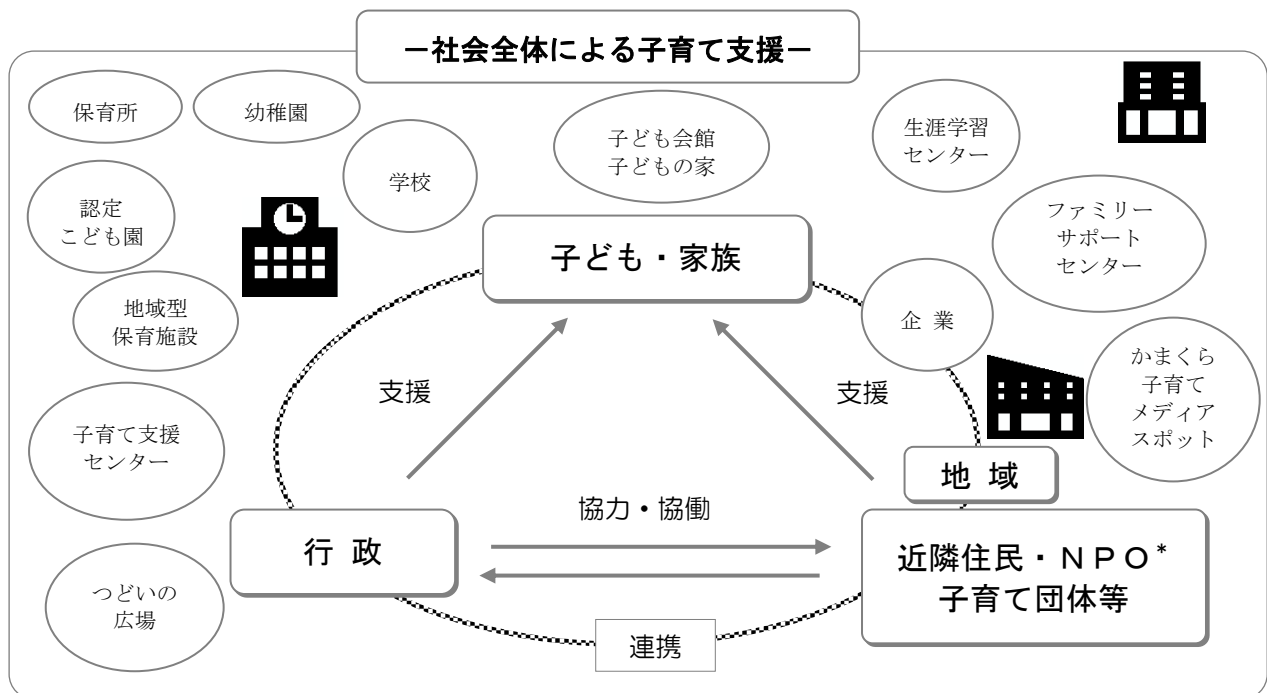 －社会全体による子育て支援－
保育所
幼稚園
学校
子ども会館
子どもの家
生涯学習
センター
認定
こども園
ファミリー
サポート
センター
子ども・家族
地域型
保育施設
企 業
かまくら
子育て
メディア
スポット
支援
支援
子育て支援
センター
地 域
協力・協働
行 政
近隣住民・ＮＰＯ*
子育て団体等
つどいの
広場
連携